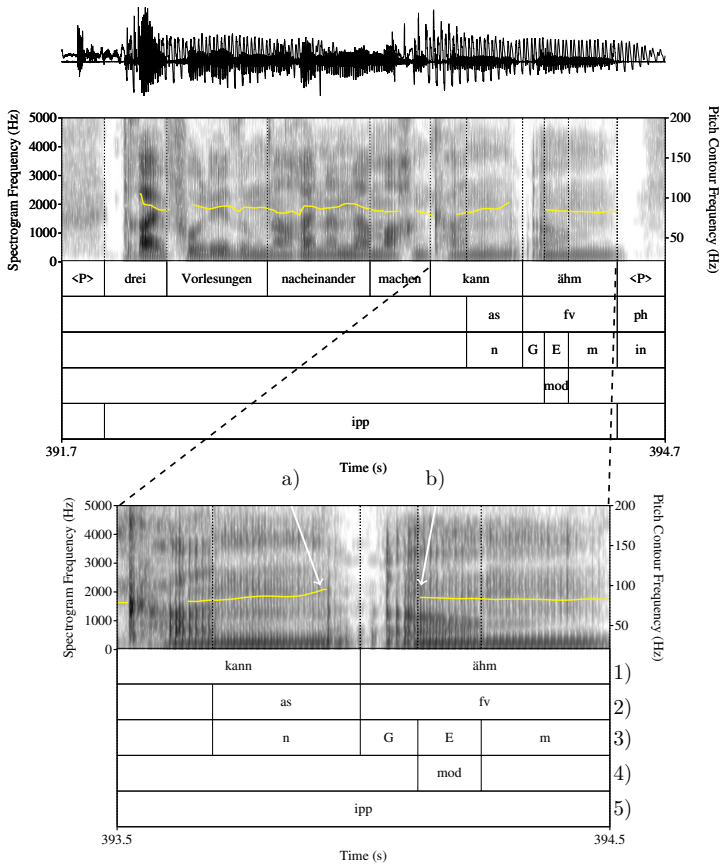 5000
4000
3000
2000
1000
0
Spectrogram Frequency (Hz)
200
150
100
50
Pitch Contour Frequency (Hz)
<P> drei Vorlesungen nacheinander machen kann ähm <P>
as fv ph
n G E m in
mod
ipp
391.7 394.7
Time (s)
a) b)
5000
4000
3000
2000
1000
0
Spectrogram Frequency (Hz)
200
150
100
50
Pitch Contour Frequency (Hz)
kann ähm 1)
as fv 2)
n G E m 3)
mod 4)
ipp 5)
393.5 394.5
Time (s)